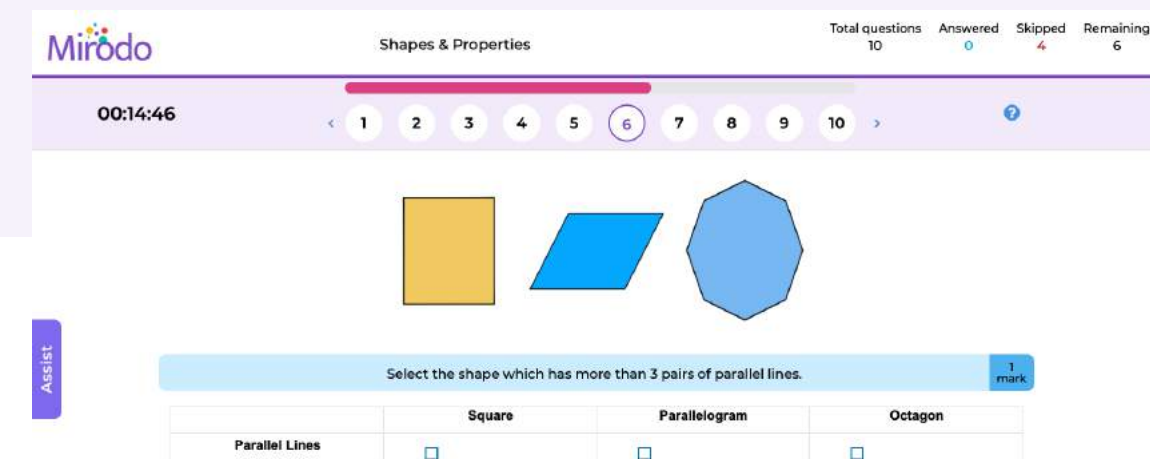 Mirodo
Shapes & Properties
Total questions Answered Skipped Remaining
10 0 4 6
00:14:46
< 1 2 3 4 5 6 7 8 9 10 > ?
Assist
Select the shape which has more than 3 pairs of parallel lines.
1
mark
Square Parallelogram Octagon
Parallel Lines